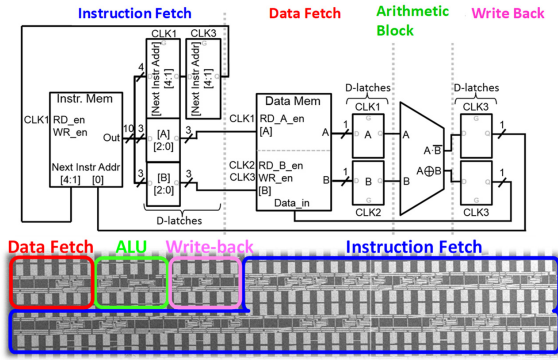 Instruction Fetch
Data Fetch
Arithmetic
Block
Write Back
CLK1 CLK3
[Next Instr Addr]
[4:1]
[Next Instr Addr]
[4:1]
4
Instr. Mem
CLK1
RD_en
WR_en
Out
10
3
3
[A]
[2:0]
3
[B]
[2:0]
3
Next Instr Addr
[4:1] [0]
D-latches
Data Mem
CLK1
RD_A_en
[A]
A
CLK2
CLK3
RD_B_en
WR_en
[B]
B
Data_in
1
1
D-latches
CLK1
A
B
CLK2
A
B
A·B
A⊕B
D-latches
CLK3
1
1
CLK3
Data Fetch
ALU
Write-back
Instruction Fetch